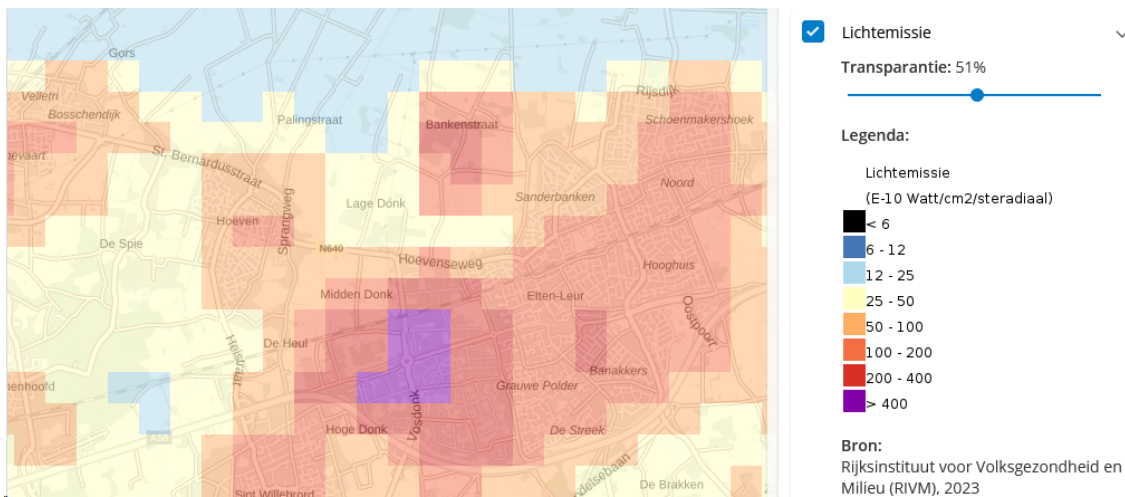 Gors
Velletri
Bosschendijk
Palingstraat
Bankenstraat
Rijsdijk
Schoenmakershoek
St. Bernardusstraat
Noord
Sanderbanken
Lage Donk
Hoeven
Sprangweg
De Spie
N640
Hoevenseweg
Hooghuis
Midden Donk
Etten-Leur
Oostpoort
De Heul
Helstraat
Banakkers
Grauwe Polder
Vosdonk
Hoge Donk
De Streek
A58
Sint Willebrord
De Brakken
Lichtemissie
Transparantie: 51%
Legenda:
Lichtemissie
(E-10 Watt/cm2/steradiaal)
< 6
6 - 12
12 - 25
25 - 50
50 - 100
100 - 200
200 - 400
> 400
Bron:
Rijksinstituut voor Volksgezondheid en
Milieu (RIVM), 2023